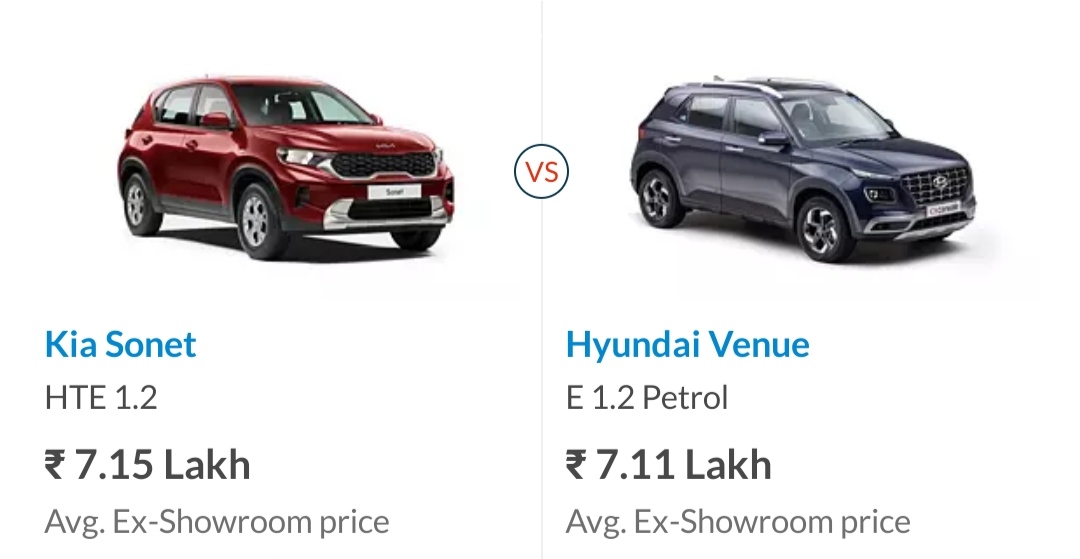 KIA
Sonet
VS
Kia Sonet
HTE 1.2
₹ 7.15 Lakh
Avg. Ex-Showroom price
Hyundai Venue
E 1.2 Petrol
₹ 7.11 Lakh
Avg. Ex-Showroom price